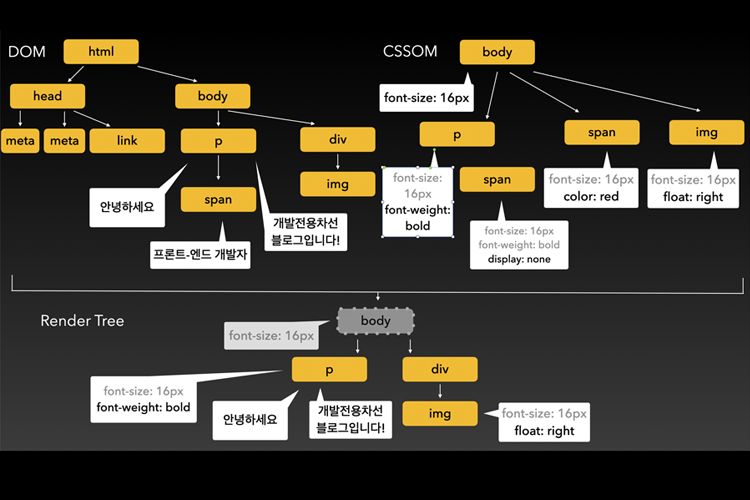 DOM
html
head
body
meta
meta
link
p
div
img
span
안녕하세요
개발전용차선
블로그입니다!
프론트-엔드 개발자
CSSOM
body
font-size: 16px
p
span
img
font-size:
16px
font-weight:
bold
span
font-size: 16px
font-weight: bold
display: none
font-size: 16px
color: red
font-size: 16px
float: right
Render Tree
body
font-size: 16px
p
div
img
font-size: 16px
font-weight: bold
안녕하세요
개발전용차선
블로그입니다!
font-size: 16px
float: right